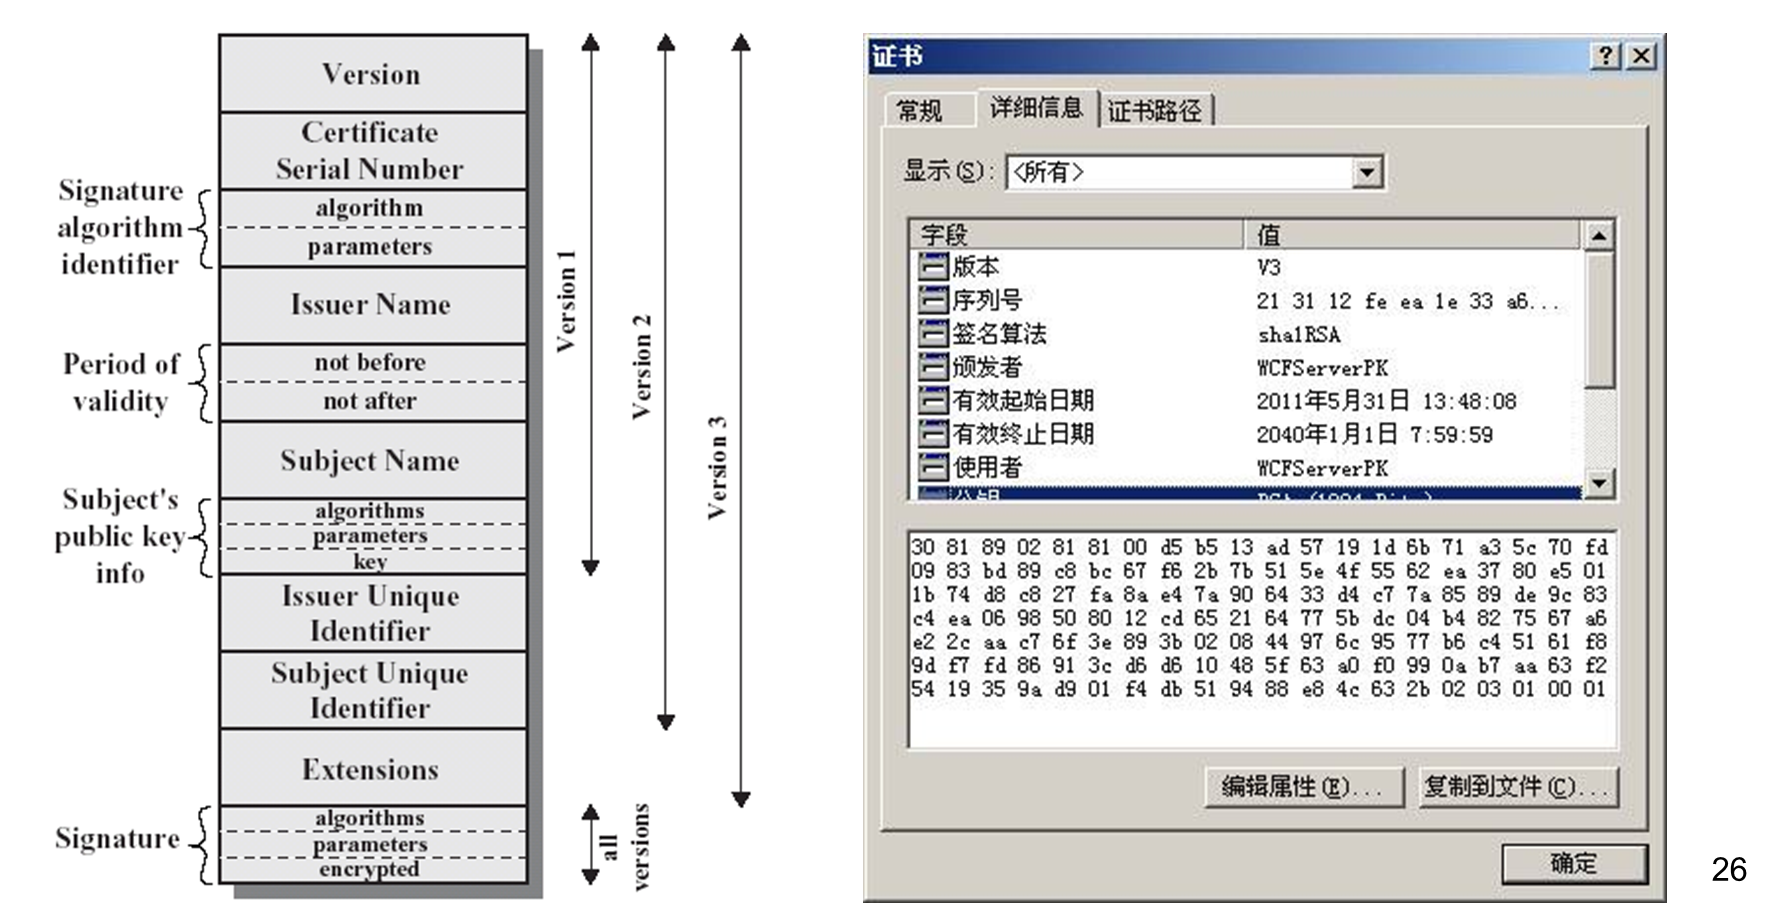 Version
Certificate
Serial Number
Signature
algorithm
identifier
algorithm
parameters
Issuer Name
Period of
validity
not before
not after
Subject Name
Subject's
public key
info
algorithms
parameters
key
Issuer Unique
Identifier
Subject Unique
Identifier
Extensions
Signature
algorithms
parameters
encrypted
Version 1
Version 2
Version 3
all
versions
证书
常规 详细信息 证书路径
显示(S): <所有>
字段 值
版本 V3
序列号 21 31 12 fe ea 1e 33 a6...
签名算法 sha1RSA
颁发者 WCFServerPK
有效起始日期 2011年5月31日 13:48:08
有效终止日期 2040年1月1日 7:59:59
使用者 WCFServerPK
30 81 89 02 81 81 00 d5 b5 13 ad 57 19 1d 6b 71 a3 5c 70 fd
09 83 bd 89 c8 bc 67 f6 2b 7b 51 5e 4f 55 62 ea 37 80 e5 01
1b 74 d8 c8 27 fa 8a e4 7a 90 64 33 d4 c7 7a 85 89 de 9c 83
c4 ea 06 98 50 80 12 cd 65 21 64 77 5b dc 04 b4 82 75 67 a6
e2 2c aa c7 6f 3e 89 3b 02 08 44 97 6c 95 77 b6 c4 51 61 f8
9d f7 fd 86 91 3c d6 d6 10 48 5f 63 a0 f0 99 0a b7 aa 63 f2
54 19 35 9a d9 01 f4 db 51 94 88 e8 4c 63 2b 02 03 01 00 01
编辑属性(E)... 复制到文件(C)...
确定
26